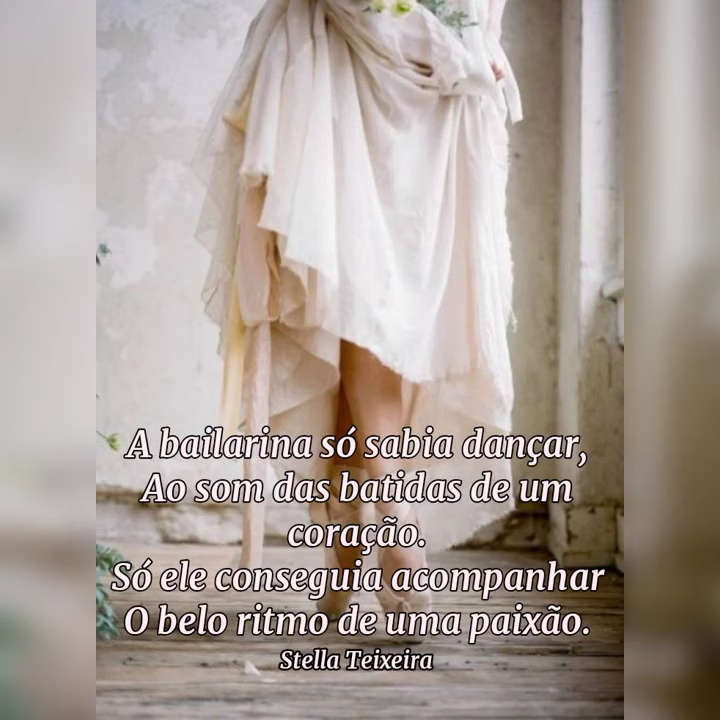 A bailarina só sabia dançar,
Ao som das batidas de um
coração.
Só ele conseguia acompanhar
O belo ritmo de uma paixão.
Stella Teixeira